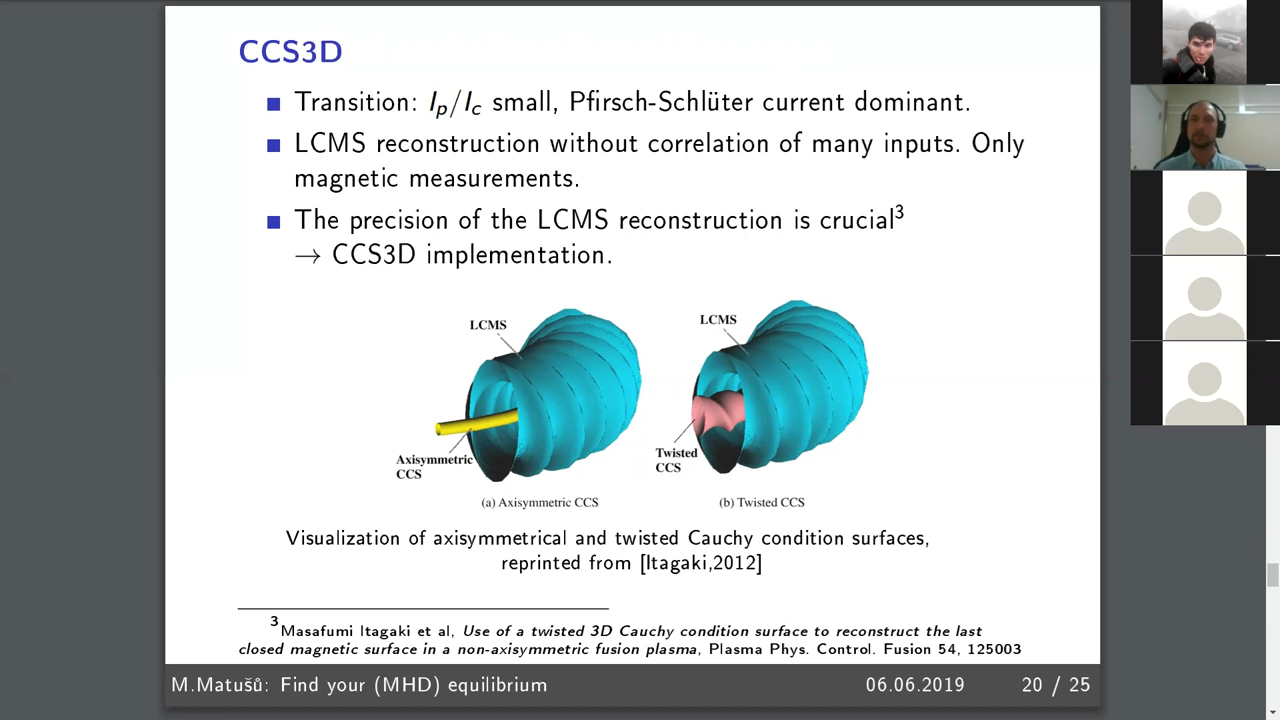 CCS3D
Transition: Ip/Ic small, Pfirsch-Schlüter current dominant.
LCMS reconstruction without correlation of many inputs. Only
magnetic measurements.
The precision of the LCMS reconstruction is crucial3
→ CCS3D implementation.
LCMS
Axisymmetric
CCS
(a) Axisymmetric CCS
LCMS
Twisted
CCS
(b) Twisted CCS
Visualization of axisymmetrical and twisted Cauchy condition surfaces,
reprinted from [Itagaki,2012]
3Masafumi Itagaki et al, Use of a twisted 3D Cauchy condition surface to reconstruct the last
closed magnetic surface in a non-axisymmetric fusion plasma, Plasma Phys. Control. Fusion 54, 125003
M.Matušů: Find your (MHD) equilibrium 06.06.2019 20 / 25